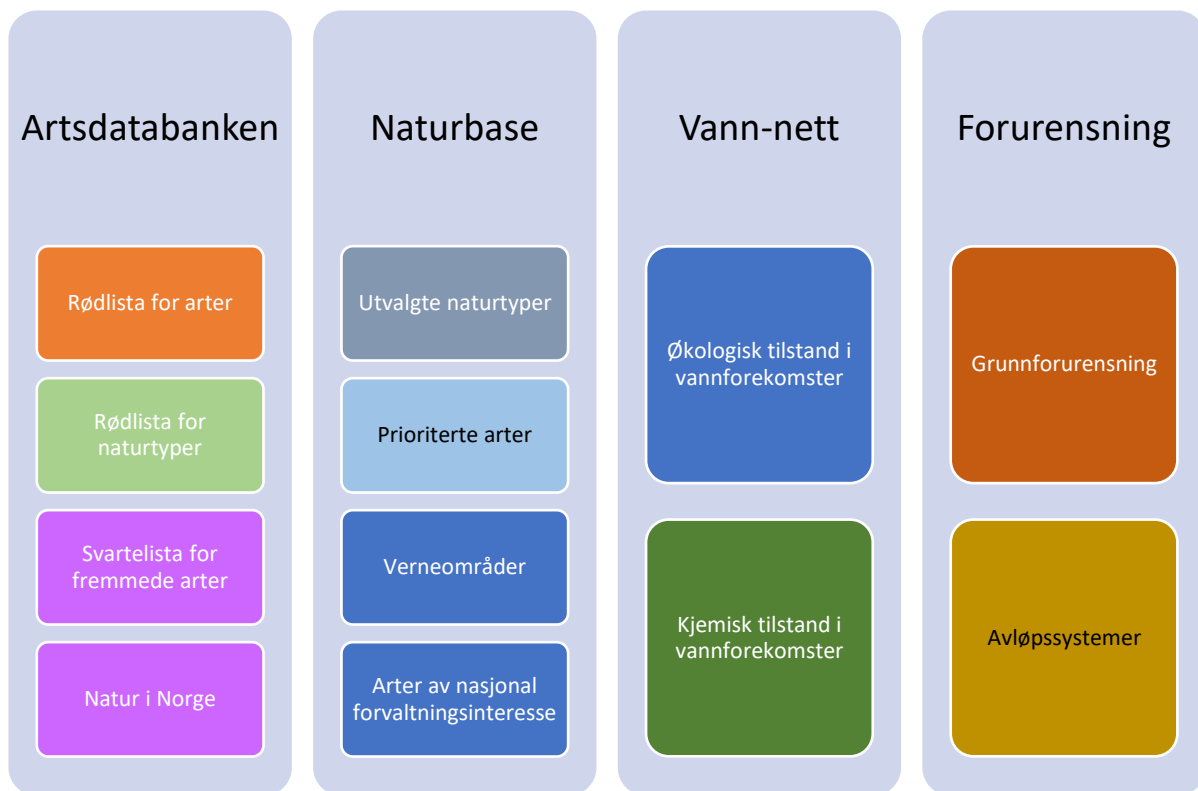 Artsdatabanken
Rødlista for arter
Rødlista for
naturtyper
Svartelista for
fremmede arter
Natur i Norge
Naturbase
Utvalgte naturtyper
Prioriterte arter
Verneområder
Arter av nasjonal
forvaltningsinteresse
Vann-nett
Økologisk tilstand i
vannforekomster
Kjemisk tilstand i
vannforekomster
Forurensning
Grunnforurensning
Avløpssystemer